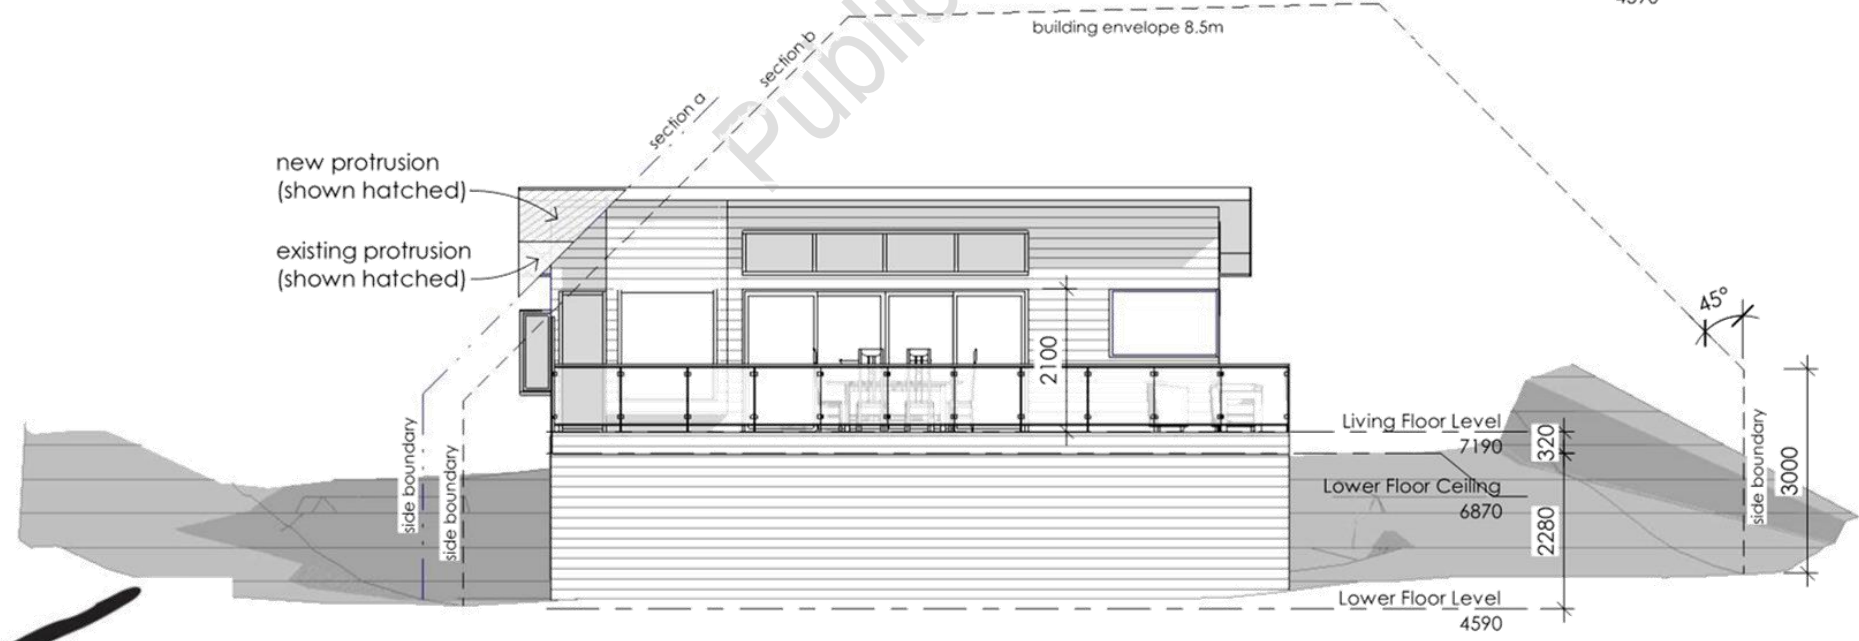 building envelope 8.5m
section b
section a
Public
new protrusion
(shown hatched)
existing protrusion
(shown hatched)
45°
2100
side boundary
side boundary
Living Floor Level
7190
320
Lower Floor Ceiling
6870
2280
side boundary
3000
Lower Floor Level
4590